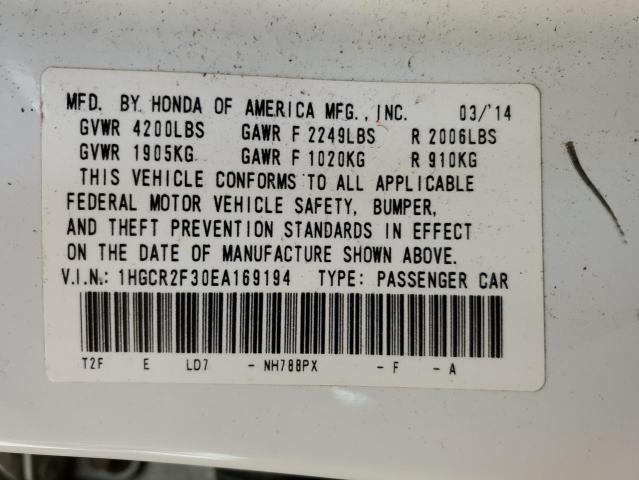 MFD. BY HONDA OF AMERICA MFG., INC. 03/'14
GVWR 4200LBS GAWR F 2249LBS R 2006LBS
GVWR 1905KG GAWR F 1020KG R 910KG
THIS VEHICLE CONFORMS TO ALL APPLICABLE
FEDERAL MOTOR VEHICLE SAFETY, BUMPER,
AND THEFT PREVENTION STANDARDS IN EFFECT
ON THE DATE OF MANUFACTURE SHOWN ABOVE.
V.I.N.: 1HGCR2F30EA169194 TYPE: PASSENGER CAR
T2F E LD7 - NH788PX - F - A